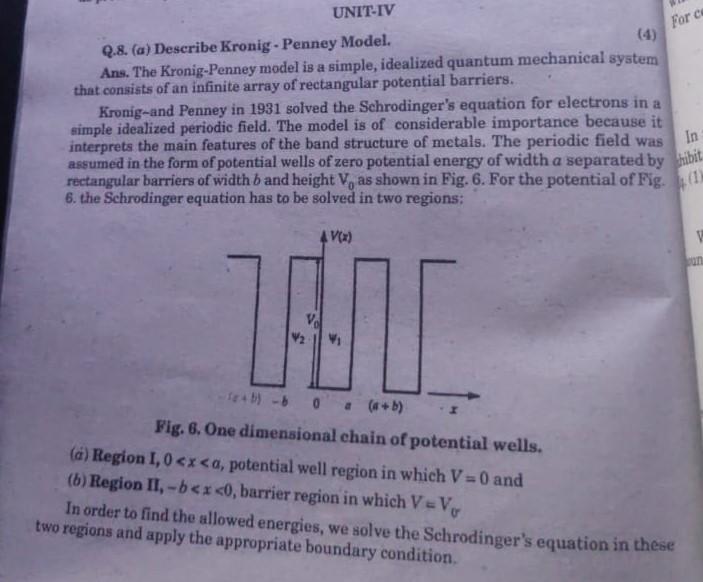 UNIT-IV
For c
Q.8. (a) Describe Kronig - Penney Model. (4)
Ans. The Kronig-Penney model is a simple, idealized quantum mechanical system
that consists of an infinite array of rectangular potential barriers.
Kronig-and Penney in 1931 solved the Schrodinger's equation for electrons in a
simple idealized periodic field. The model is of considerable importance because it
interprets the main features of the band structure of metals. The periodic field was
assumed in the form of potential wells of zero potential energy of width a separated by
rectangular barriers of width b and height V₀ as shown in Fig. 6. For the potential of Fig.
6. the Schrodinger equation has to be solved in two regions:
In
hibit
(1)
V(x)
V₀
Ψ₂ Ψ₁
-(a+b) -b 0 a (a+b) x
Fig. 6. One dimensional chain of potential wells.
(a) Region I, 0 < x < a, potential well region in which V = 0 and
(b) Region II, – b < x <0, barrier region in which V = V₀.
In order to find the allowed energies, we solve the Schrodinger's equation in these
two regions and apply the appropriate boundary condition.